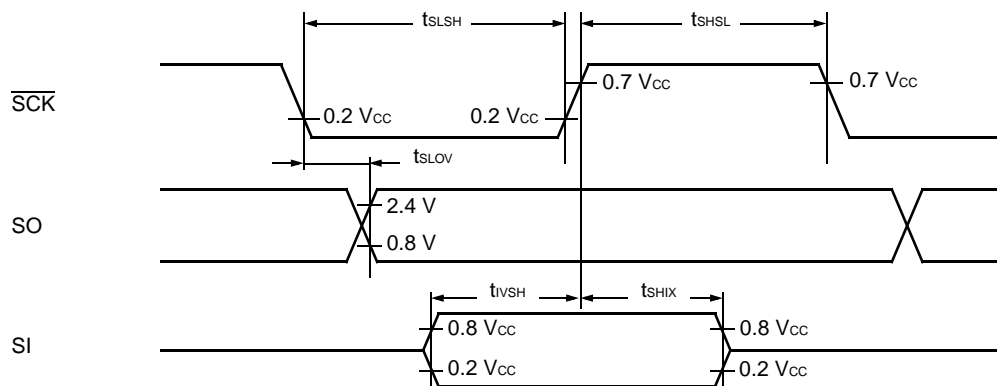 tSLSH tSHSL
SCK
0.7 VCC 0.7 VCC
0.2 VCC 0.2 VCC
tSLOV
SO
2.4 V
0.8 V
tIVSH tSHIX
SI
0.8 VCC 0.8 VCC
0.2 VCC 0.2 VCC